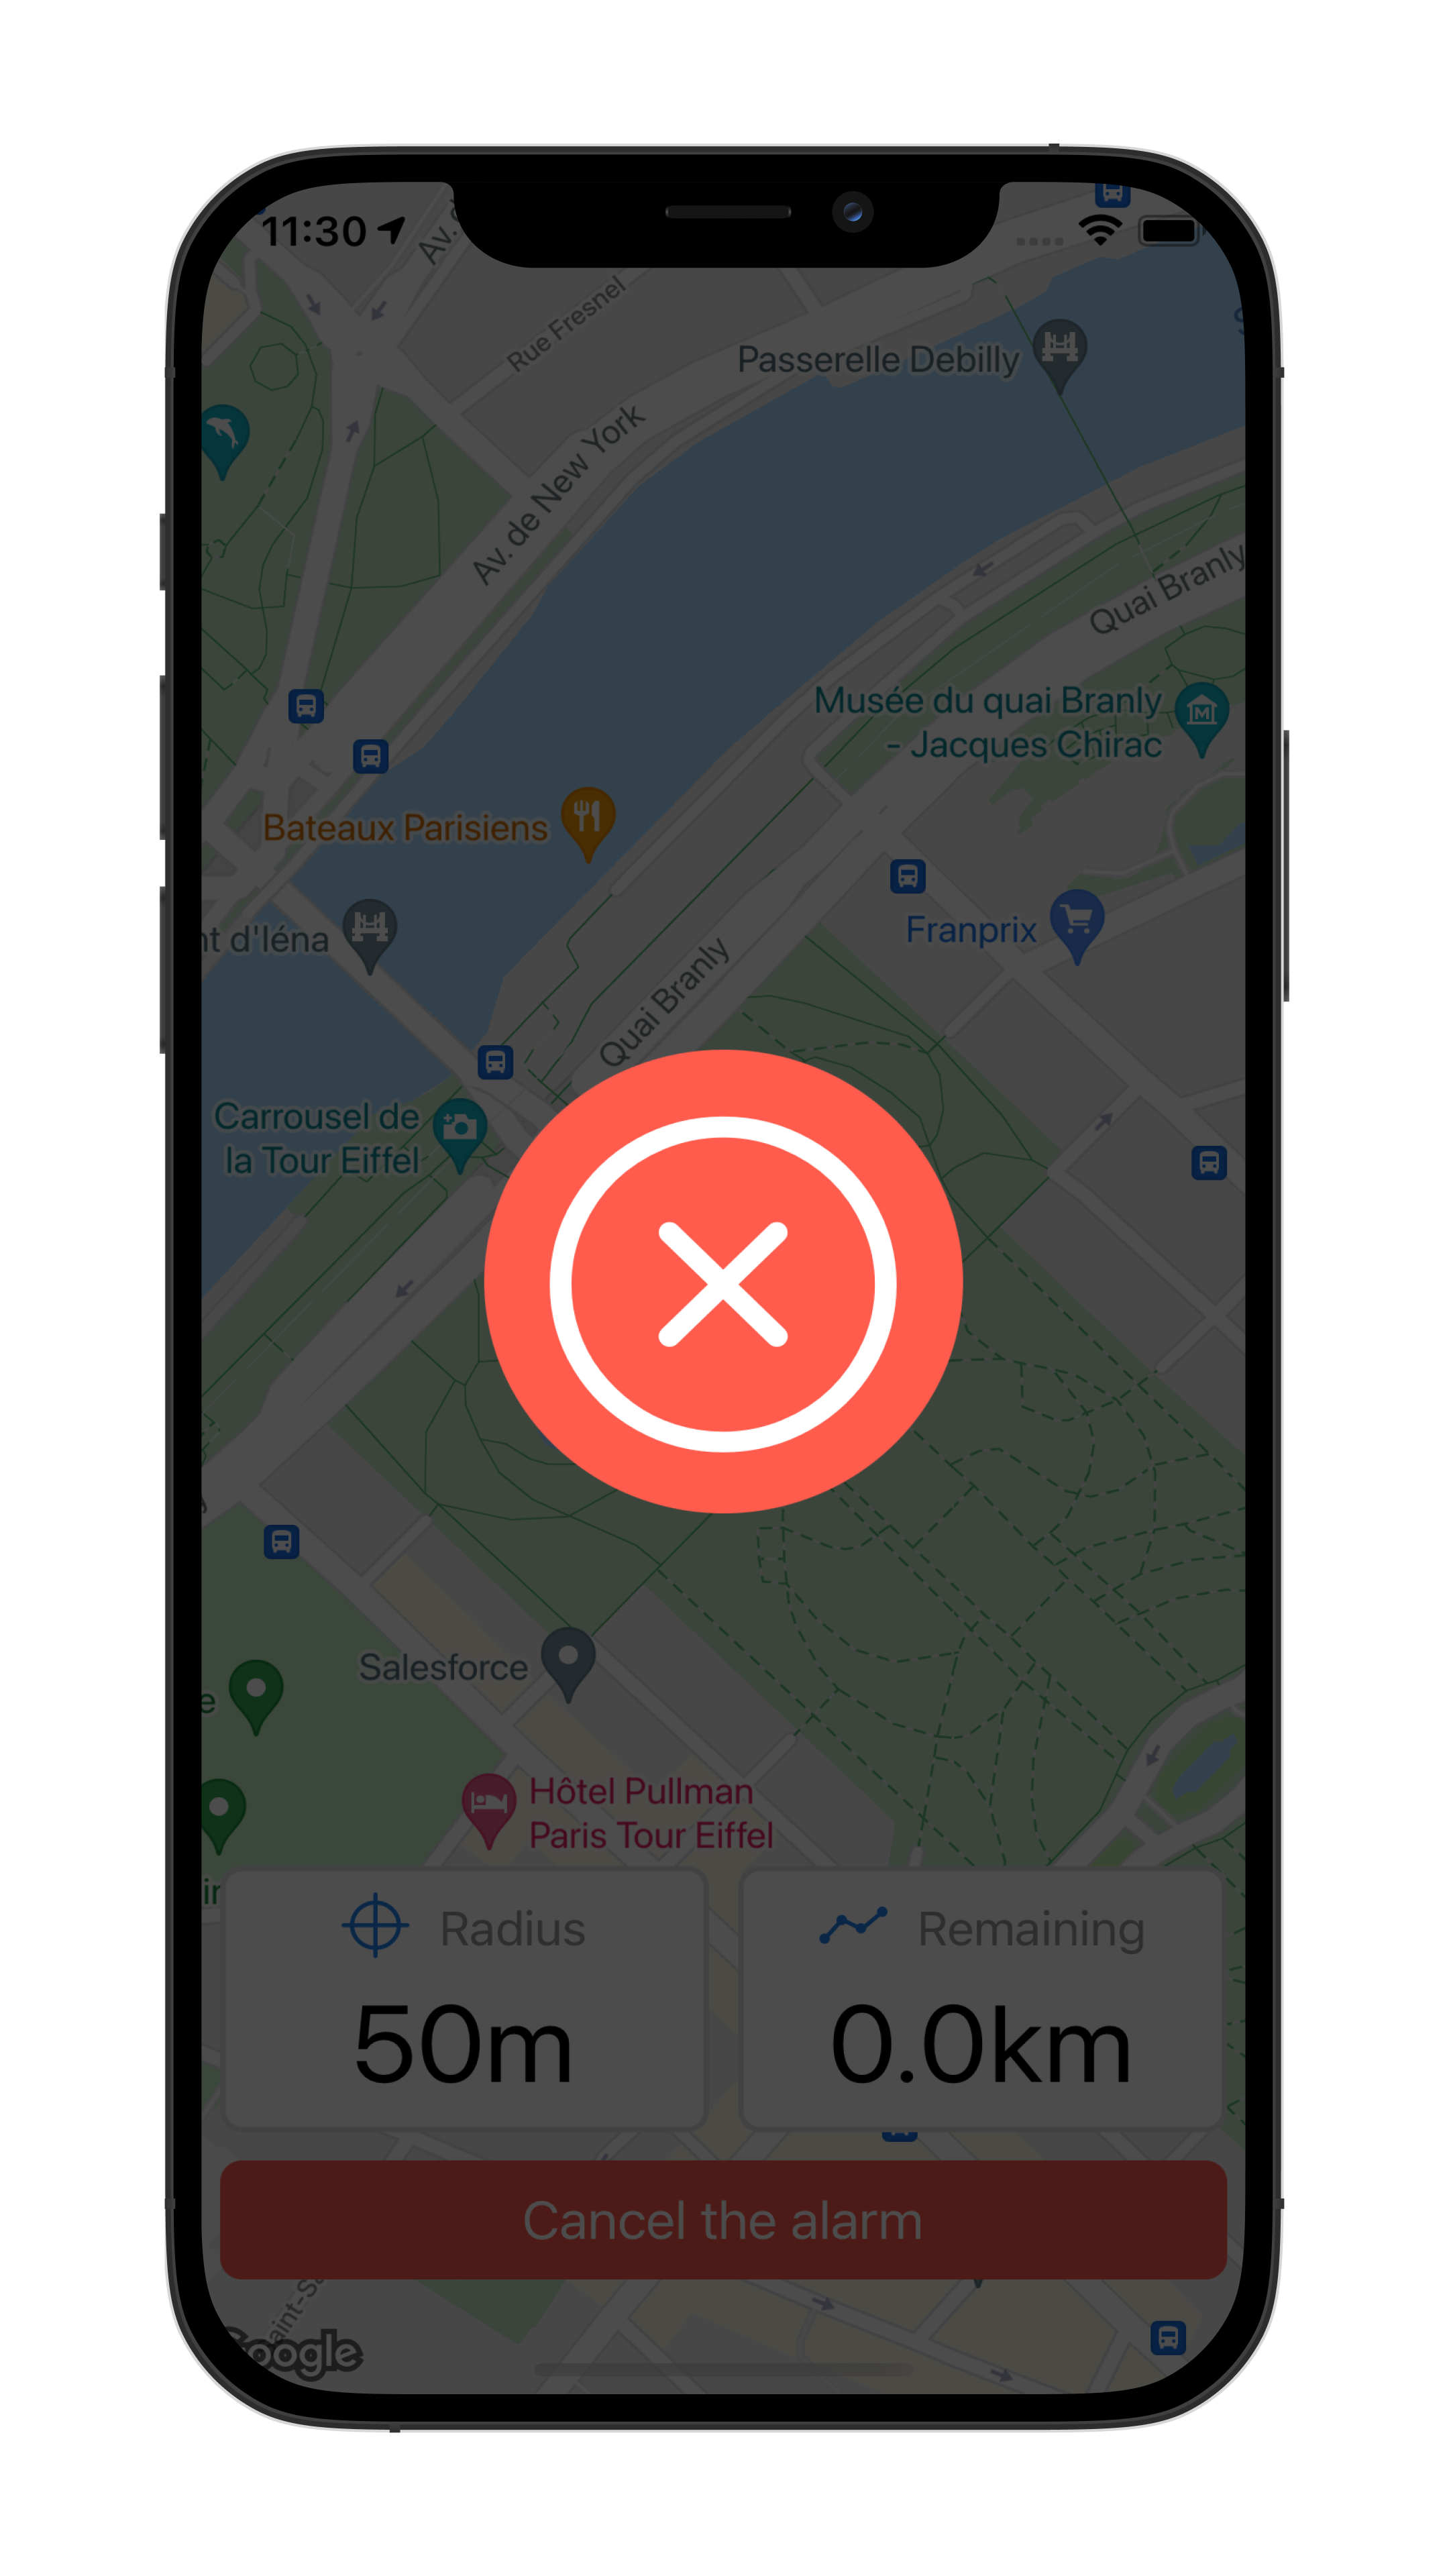 11:30
Av. d
Rue Fresnel
Passerelle Debilly
Av. de New York
Quai Branly
Musée du quai Branly
- Jacques Chirac
Bateaux Parisiens
nt d'Iéna
Franprix
Quai Branly
Carrousel de
la Tour Eiffel
Salesforce
e
Hôtel Pullman
Paris Tour Eiffel
Radius
Remaining
50m
0.0km
Cancel the alarm
aint-Sa
Google